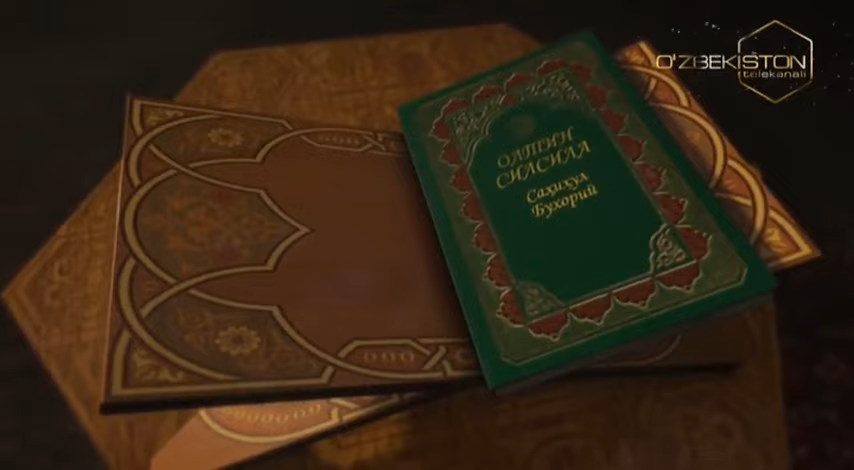 O'ZBEKISTON
telekanali
ОЛТИН
СИЛСИЛА
Саҳиҳул
Бухорий